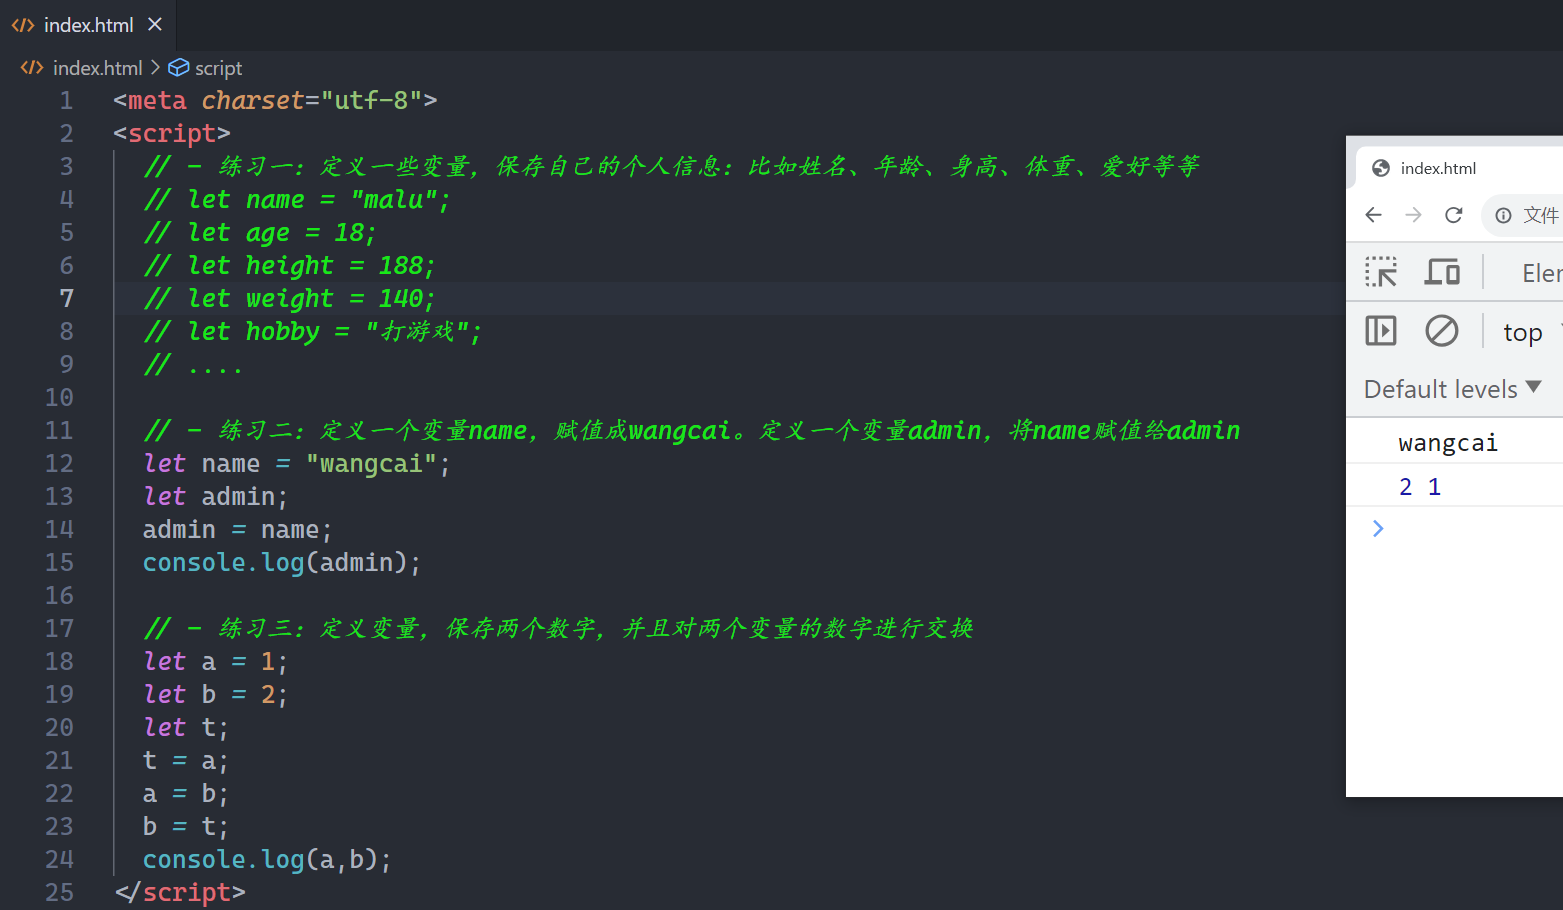 index.html
index.html > script
1 <meta charset="utf-8">
2 <script>
3 // - 练习一：定义一些变量，保存自己的个人信息：比如姓名、年龄、身高、体重、爱好等等
4 // let name = "malu";
5 // let age = 18;
6 // let height = 188;
7 // let weight = 140;
8 // let hobby = "打游戏";
9 // ....
10
11 // - 练习二：定义一个变量name，赋值成wangcai。定义一个变量admin，将name赋值给admin
12 let name = "wangcai";
13 let admin;
14 admin = name;
15 console.log(admin);
16
17 // - 练习三：定义变量，保存两个数字，并且对两个变量的数字进行交换
18 let a = 1;
19 let b = 2;
20 let t;
21 t = a;
22 a = b;
23 b = t;
24 console.log(a,b);
25 </script>
index.html
文件
Eler
top
Default levels
wangcai
2 1